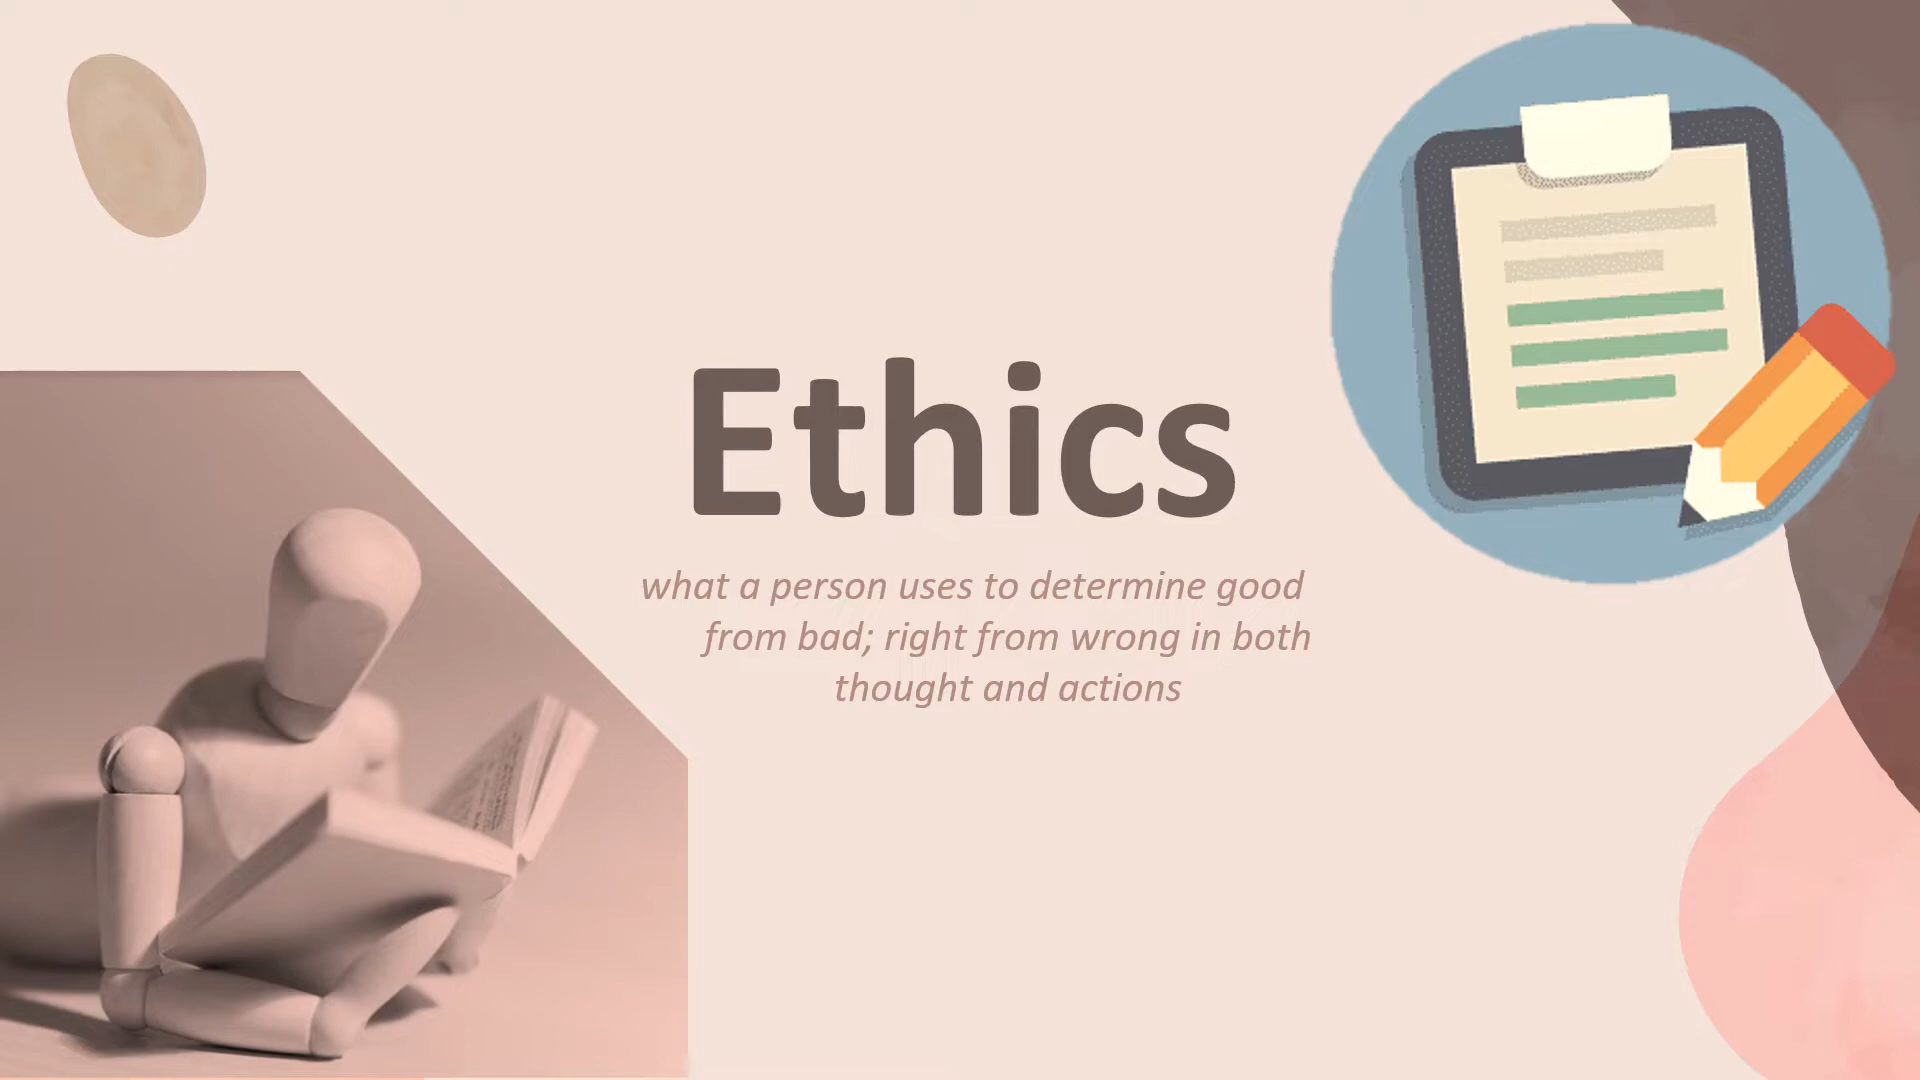 Ethics
what a person uses to determine good
from bad; right from wrong in both
thought and actions